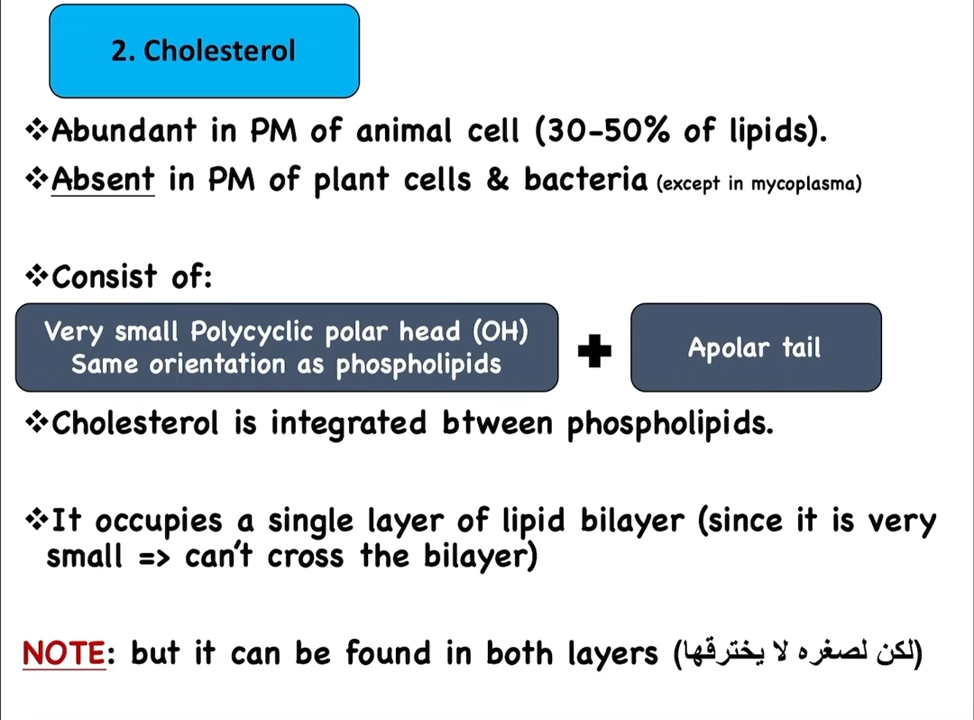 2. Cholesterol
❖Abundant in PM of animal cell (30-50% of lipids).
❖Absent in PM of plant cells & bacteria (except in mycoplasma)
❖Consist of:
Very small Polycyclic polar head (OH)
Same orientation as phospholipids
+
Apolar tail
❖Cholesterol is integrated btween phospholipids.
❖It occupies a single layer of lipid bilayer (since it is very
small => can't cross the bilayer)
NOTE: but it can be found in both layers (لكن لصغره لا يخترقها)